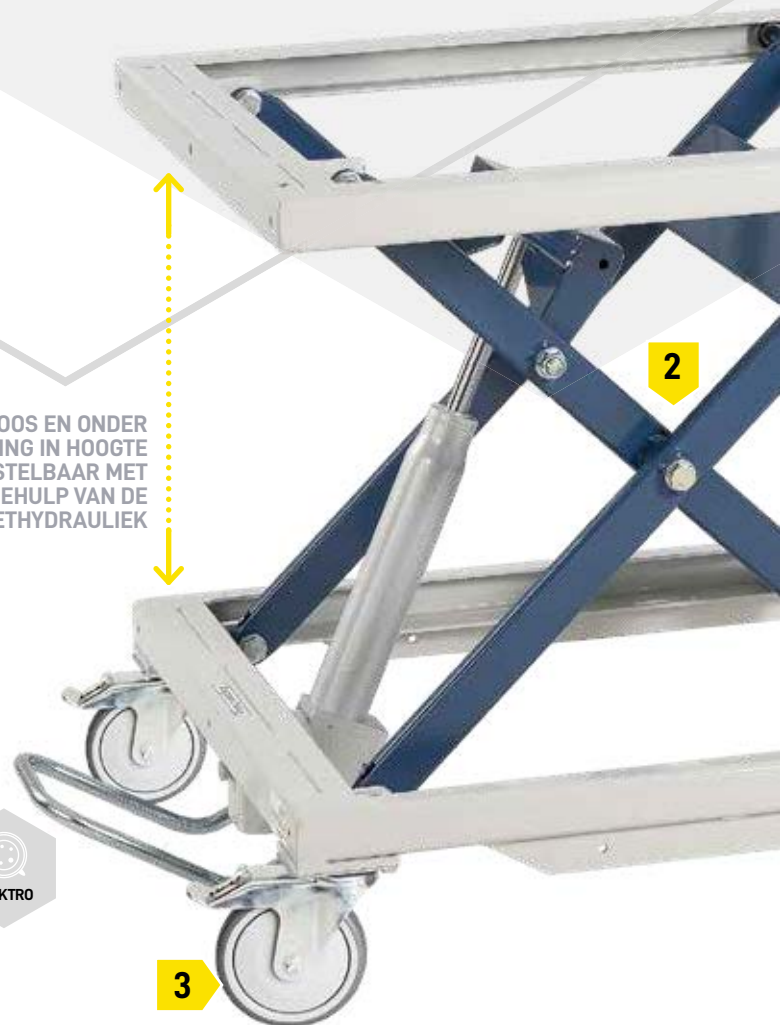 OOS EN ONDER
ING IN HOOGTE
STELBAAR MET
EHULP VAN DE
ETHYDRAULIEK
2
KTRO
3